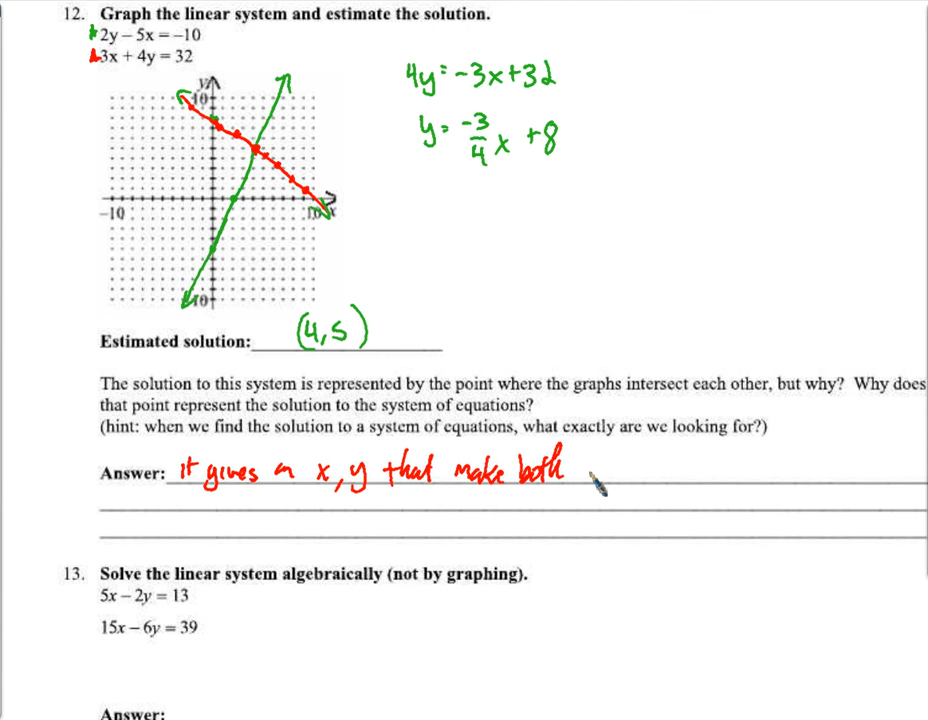 12. Graph the linear system and estimate the solution.
2y – 5x = –10
3x + 4y = 32
4y = -3x+32
y = -3/4 x +8
y
10
-10
10
x
-10
Estimated solution: (4,5)
The solution to this system is represented by the point where the graphs intersect each other, but why? Why does
that point represent the solution to the system of equations?
(hint: when we find the solution to a system of equations, what exactly are we looking for?)
Answer: it gives an x, y that make both
13. Solve the linear system algebraically (not by graphing).
5x – 2y = 13
15x – 6y = 39
Answer: